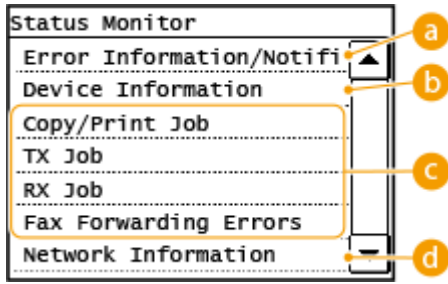 Status Monitor
Error Information/Notifi
a
Device Information
b
Copy/Print Job
TX Job
RX Job
c
Fax Forwarding Errors
Network Information
d